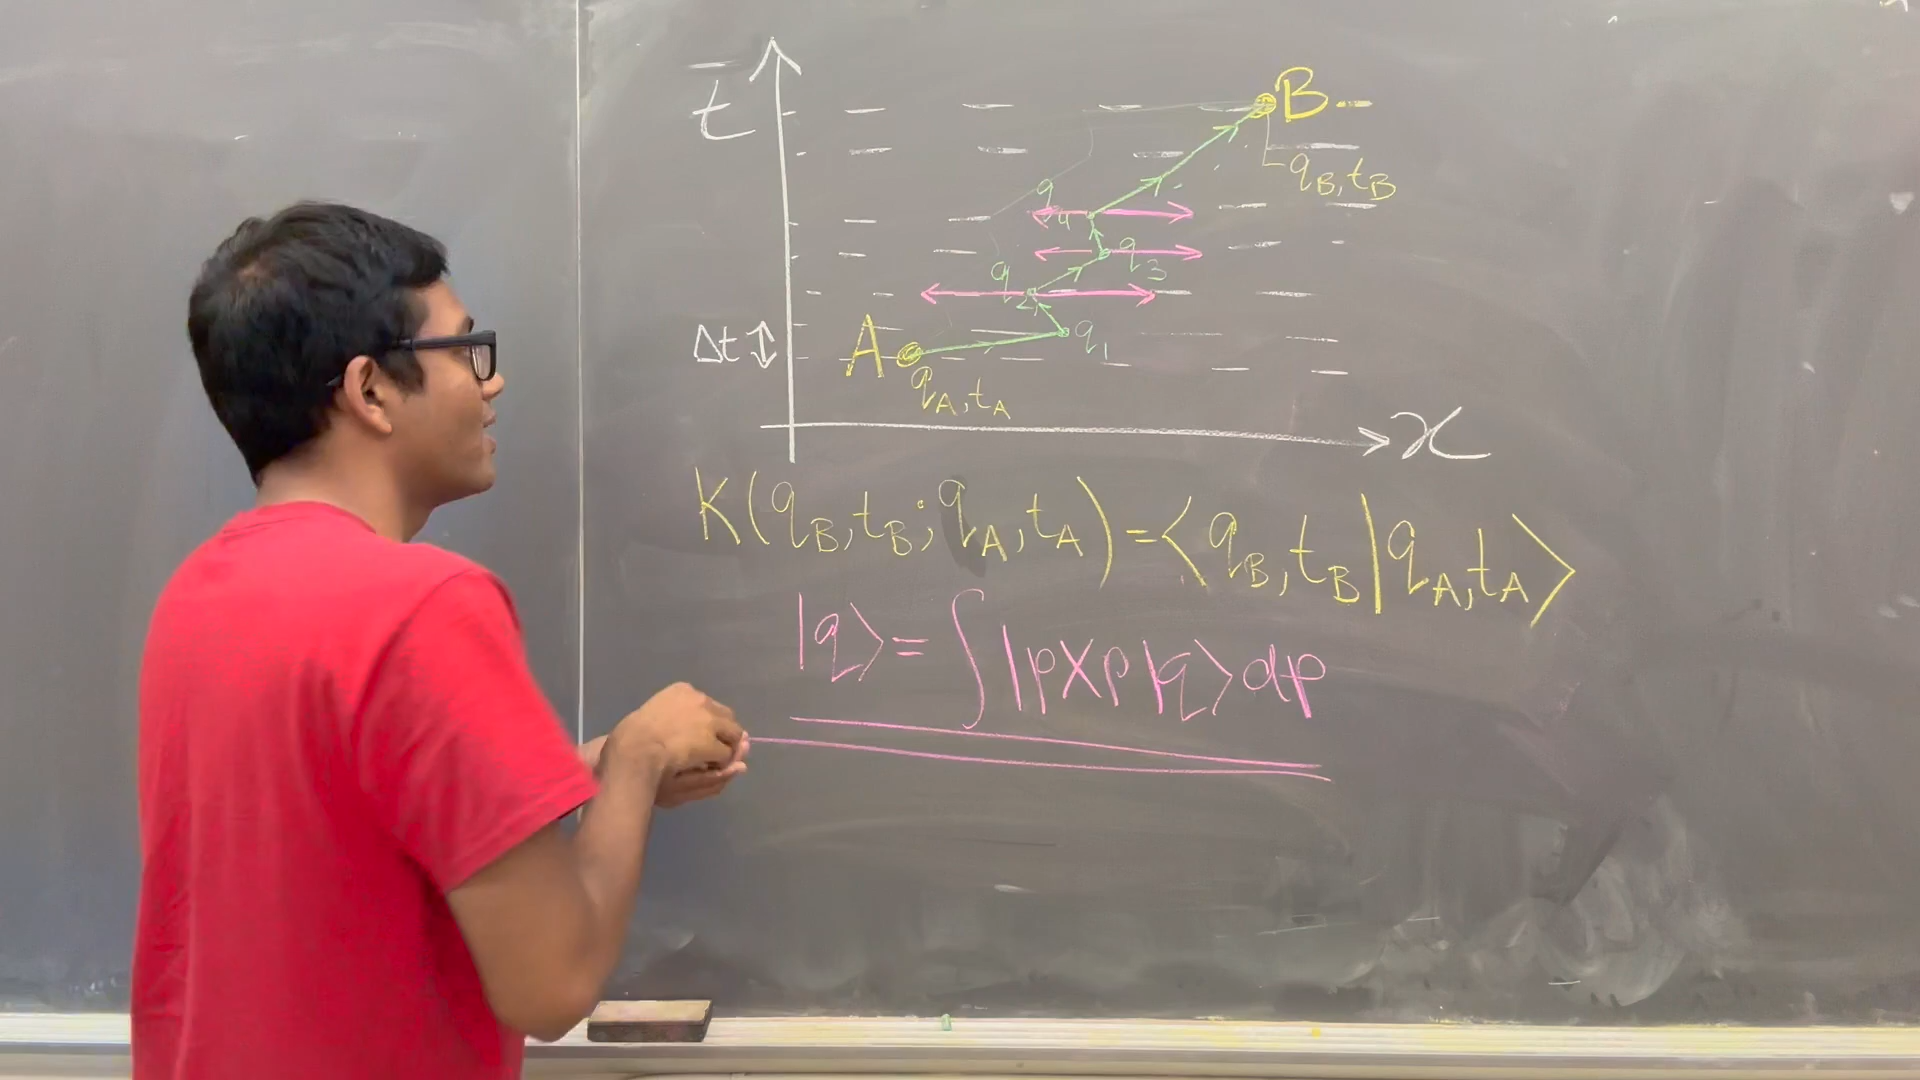 t
B
q_B, t_B
q_4
q_3
q_2
Δt
A
q_1
q_A, t_A
x
K(q_B, t_B; q_A, t_A) = ⟨q_B, t_B|q_A, t_A⟩
|q⟩ = ∫|p⟩⟨p|q⟩dp